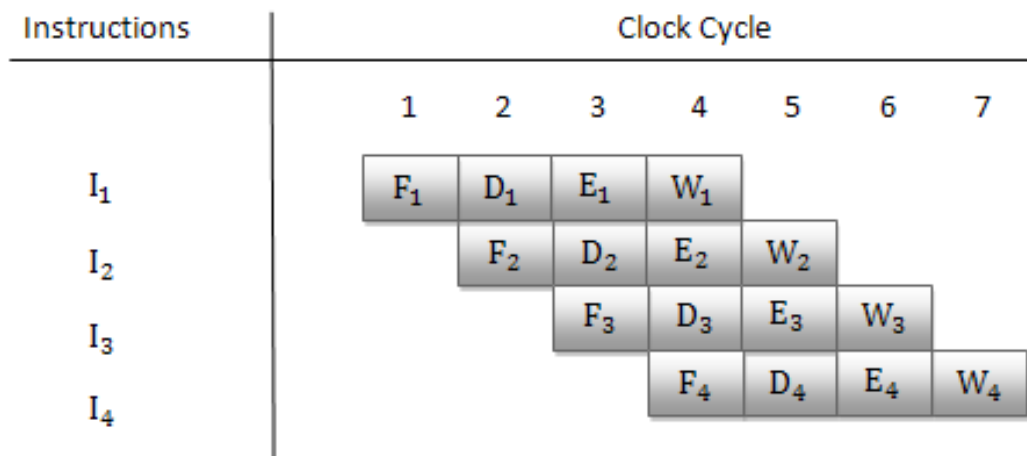 Instructions Clock Cycle
1 2 3 4 5 6 7
I₁ F₁ D₁ E₁ W₁
I₂ F₂ D₂ E₂ W₂
I₃ F₃ D₃ E₃ W₃
I₄ F₄ D₄ E₄ W₄